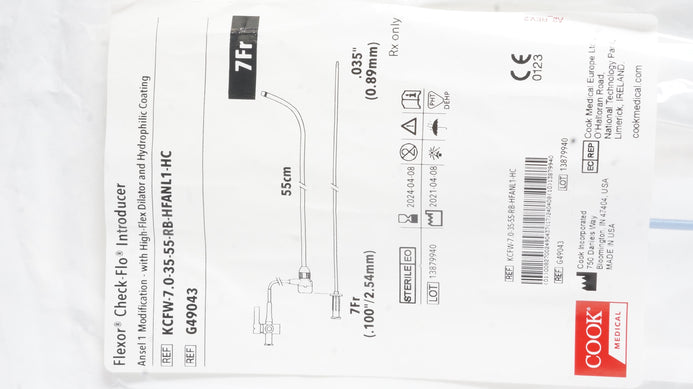 Flexor® Check-Flo® Introducer
Ansel 1 Modification - with High-Flex Dilator and Hydrophilic Coating
REF KCFW-7.0-35-55-RB-HFANL1-HC
REF G49043
7Fr
55cm
.035"
(0.89mm)
7Fr
(.100"/2.54mm)
Rx only
STERILE EO
2024-04-08
LOT 13879940
2021-04-08
PHT
DEHP
CE
0123
REF KCFW-7.0-35-55-RB-HFANL1-HC
REF G49043
LOT 13879940
Cook Incorporated
750 Daniels Way
Bloomington, IN 47404, USA
MADE IN USA
EC REP
Cook Medical Europe Ltd
O'Halloran Road,
National Technology Park,
Limerick, IRELAND.
cookmedical.com
COOK
MEDICAL